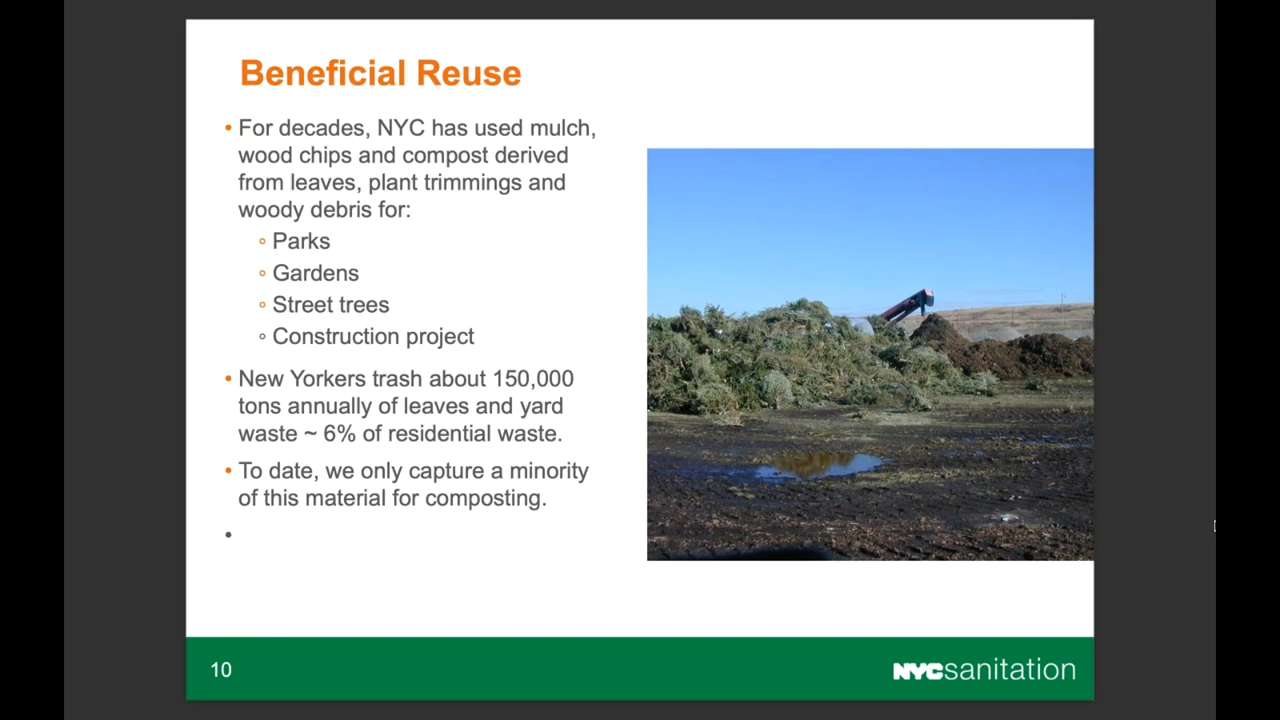 Beneficial Reuse
• For decades, NYC has used mulch,
wood chips and compost derived
from leaves, plant trimmings and
woody debris for:
◦ Parks
◦ Gardens
◦ Street trees
◦ Construction project
• New Yorkers trash about 150,000
tons annually of leaves and yard
waste ~ 6% of residential waste.
• To date, we only capture a minority
of this material for composting.
•
10
NYCsanitation